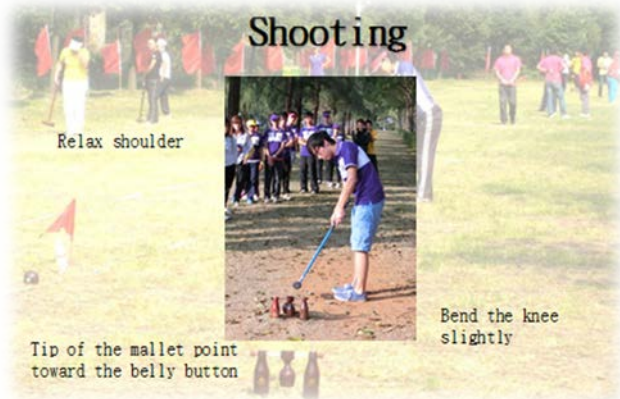 Shooting
Relax shoulder
Bend the knee
slightly
Tip of the mallet point
toward the belly button